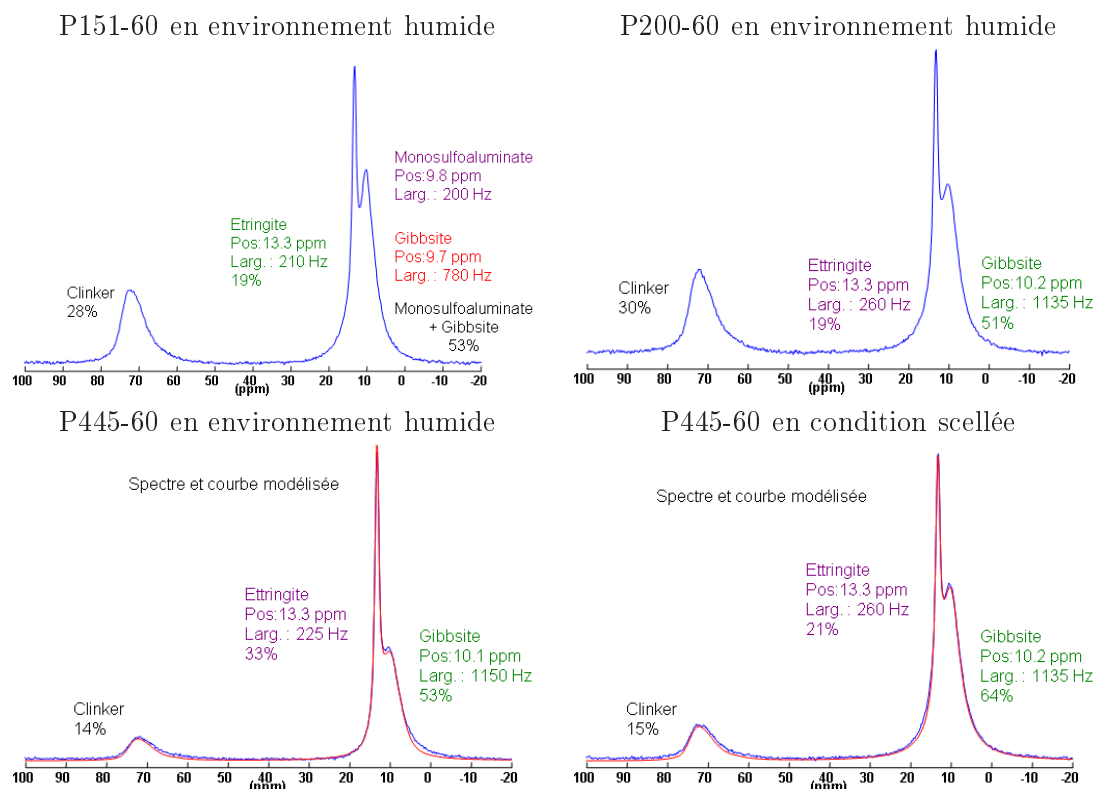 P151-60 en environnement humide
Monosulfoaluminate
Pos:9.8 ppm
Larg. : 200 Hz
Etringite
Pos:13.3 ppm
Larg. : 210 Hz
19%
Gibbsite
Pos:9.7 ppm
Larg. : 780 Hz
Clinker
28%
Monosulfoaluminate
+ Gibbsite
53%
100 90 80 70 60 50 40 30 20 10 0 -10 -20
(ppm)
P200-60 en environnement humide
Ettringite
Pos:13.3 ppm
Larg. : 260 Hz
19%
Gibbsite
Pos:10.2 ppm
Larg. : 1135 Hz
51%
Clinker
30%
100 90 80 70 60 50 40 30 20 10 0 -10 -20
(ppm)
P445-60 en environnement humide
Spectre et courbe modélisée
Ettringite
Pos:13.3 ppm
Larg. : 225 Hz
33%
Gibbsite
Pos:10.1 ppm
Larg. : 1150 Hz
53%
Clinker
14%
100 90 80 70 60 50 40 30 20 10 0 -10 -20
(ppm)
P445-60 en condition scellée
Spectre et courbe modélisée
Ettringite
Pos:13.3 ppm
Larg. : 260 Hz
21%
Gibbsite
Pos:10.2 ppm
Larg. : 1135 Hz
64%
Clinker
15%
100 90 80 70 60 50 40 30 20 10 0 -10 -20
(ppm)